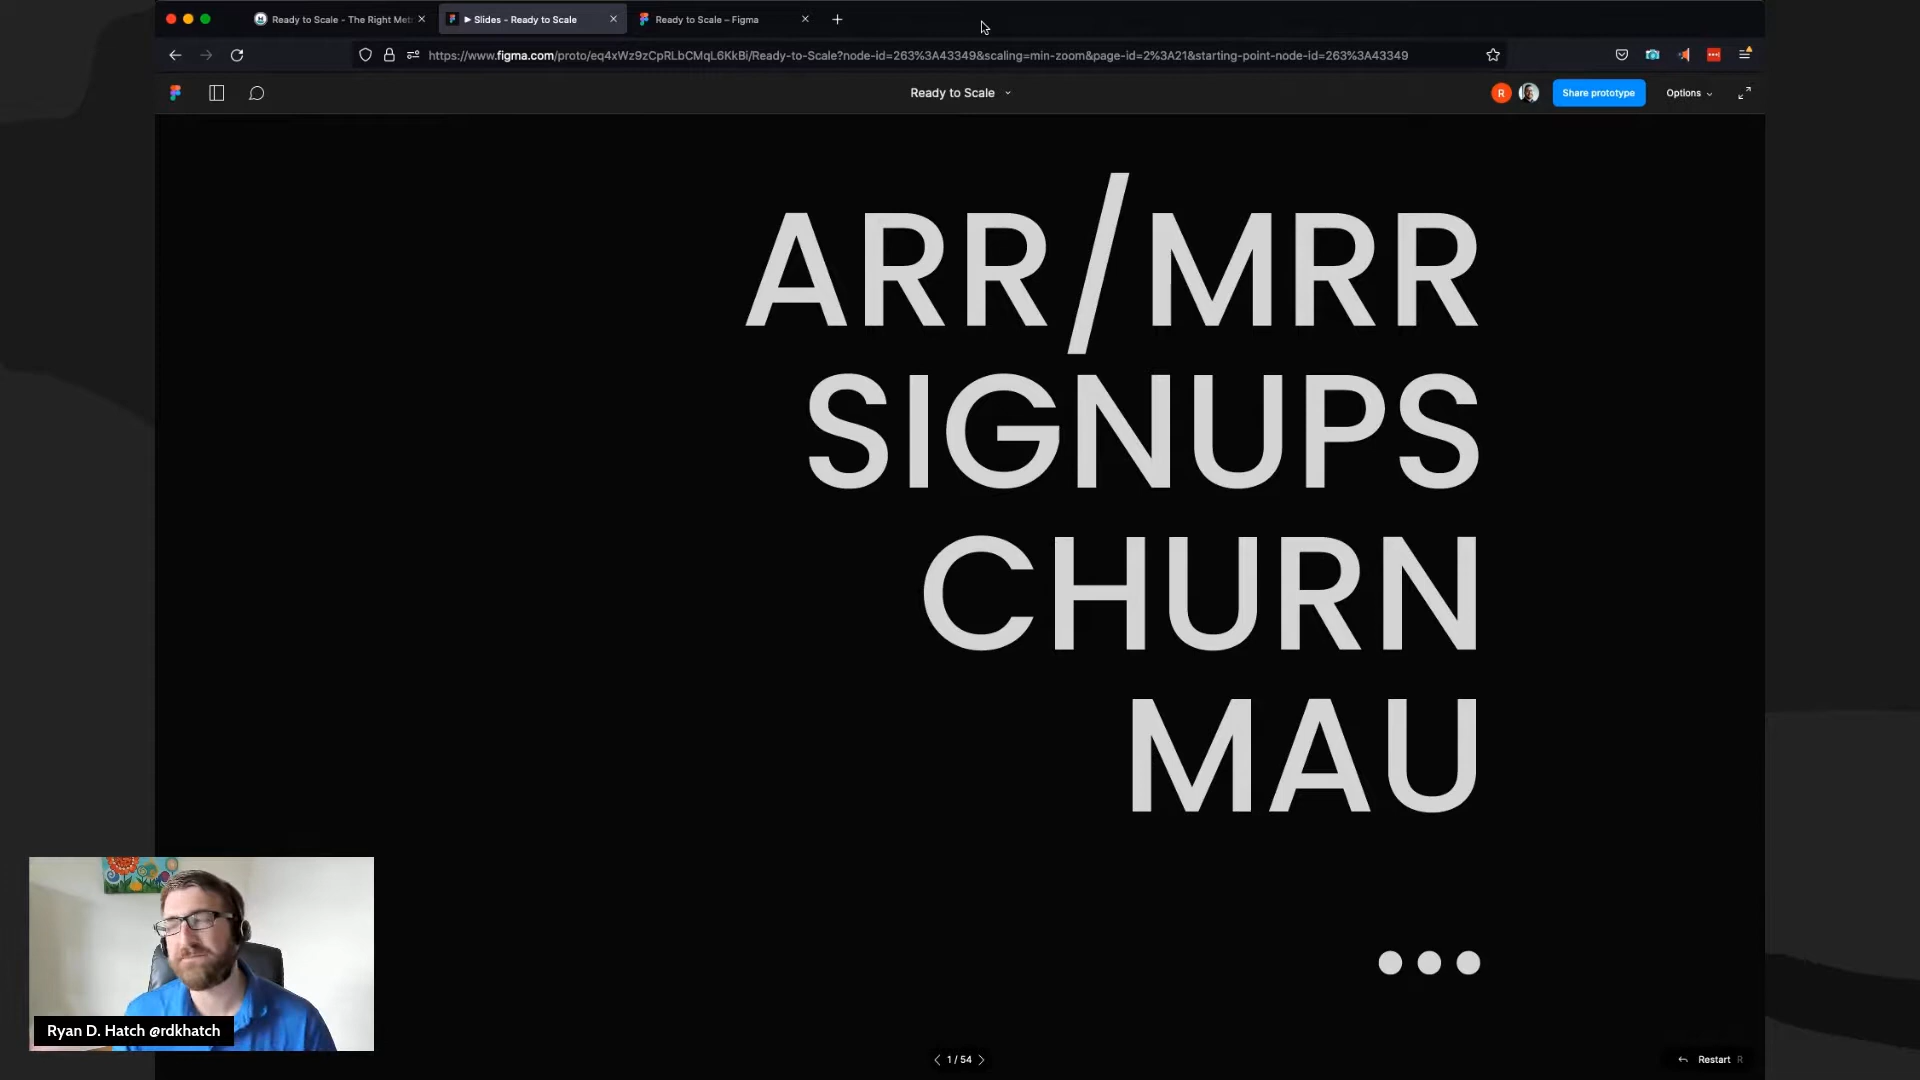 Ready to Scale - The Right Met
▶ Slides - Ready to Scale
Ready to Scale – Figma
https://www.figma.com/proto/eq4xWz9zCpRLbCMqL6KkBi/Ready-to-Scale?node-id=263%3A43349&scaling=min-zoom&page-id=2%3A21&starting-point-node-id=263%3A43349
Ready to Scale
R
Share prototype
Options
ARR/MRR
SIGNUPS
CHURN
MAU
●●●
Ryan D. Hatch @rdkhatch
1 / 54
Restart R